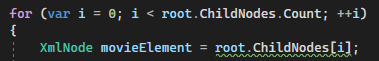 for (var i = 0; i < root.ChildNodes.Count; ++i)
{
XmlNode movieElement = root.ChildNodes[i];